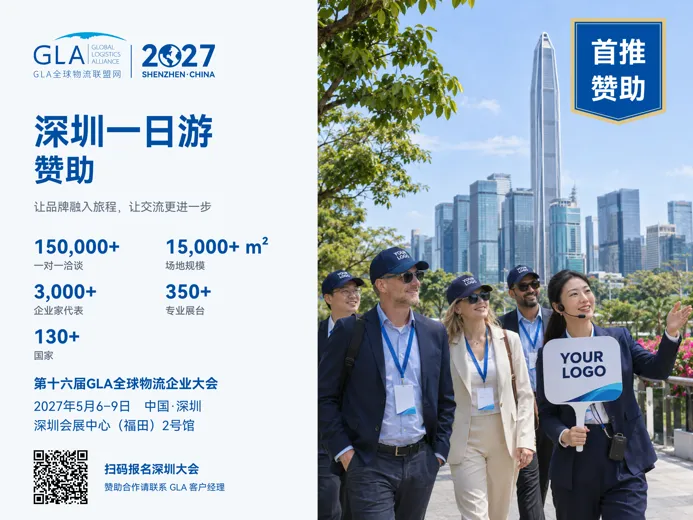 GLA
GLOBAL
LOGISTICS
ALLIANCE
GLA全球物流联盟网
2027
SHENZHEN·CHINA
深圳一日游
赞助
让品牌融入旅程，让交流更进一步
150,000+
一对一洽谈
15,000+ m²
场地规模
3,000+
企业家代表
350+
专业展台
130+
国家
第十六届GLA全球物流企业大会
2027年5月6–9日 中国·深圳
深圳会展中心（福田）2号馆
扫码报名深圳大会
赞助合作请联系 GLA 客户经理
首推
赞助
YOUR
LOGO
YOUR
LOGO
YOUR
LOGO
YOUR
LOGO
YOUR
LOGO